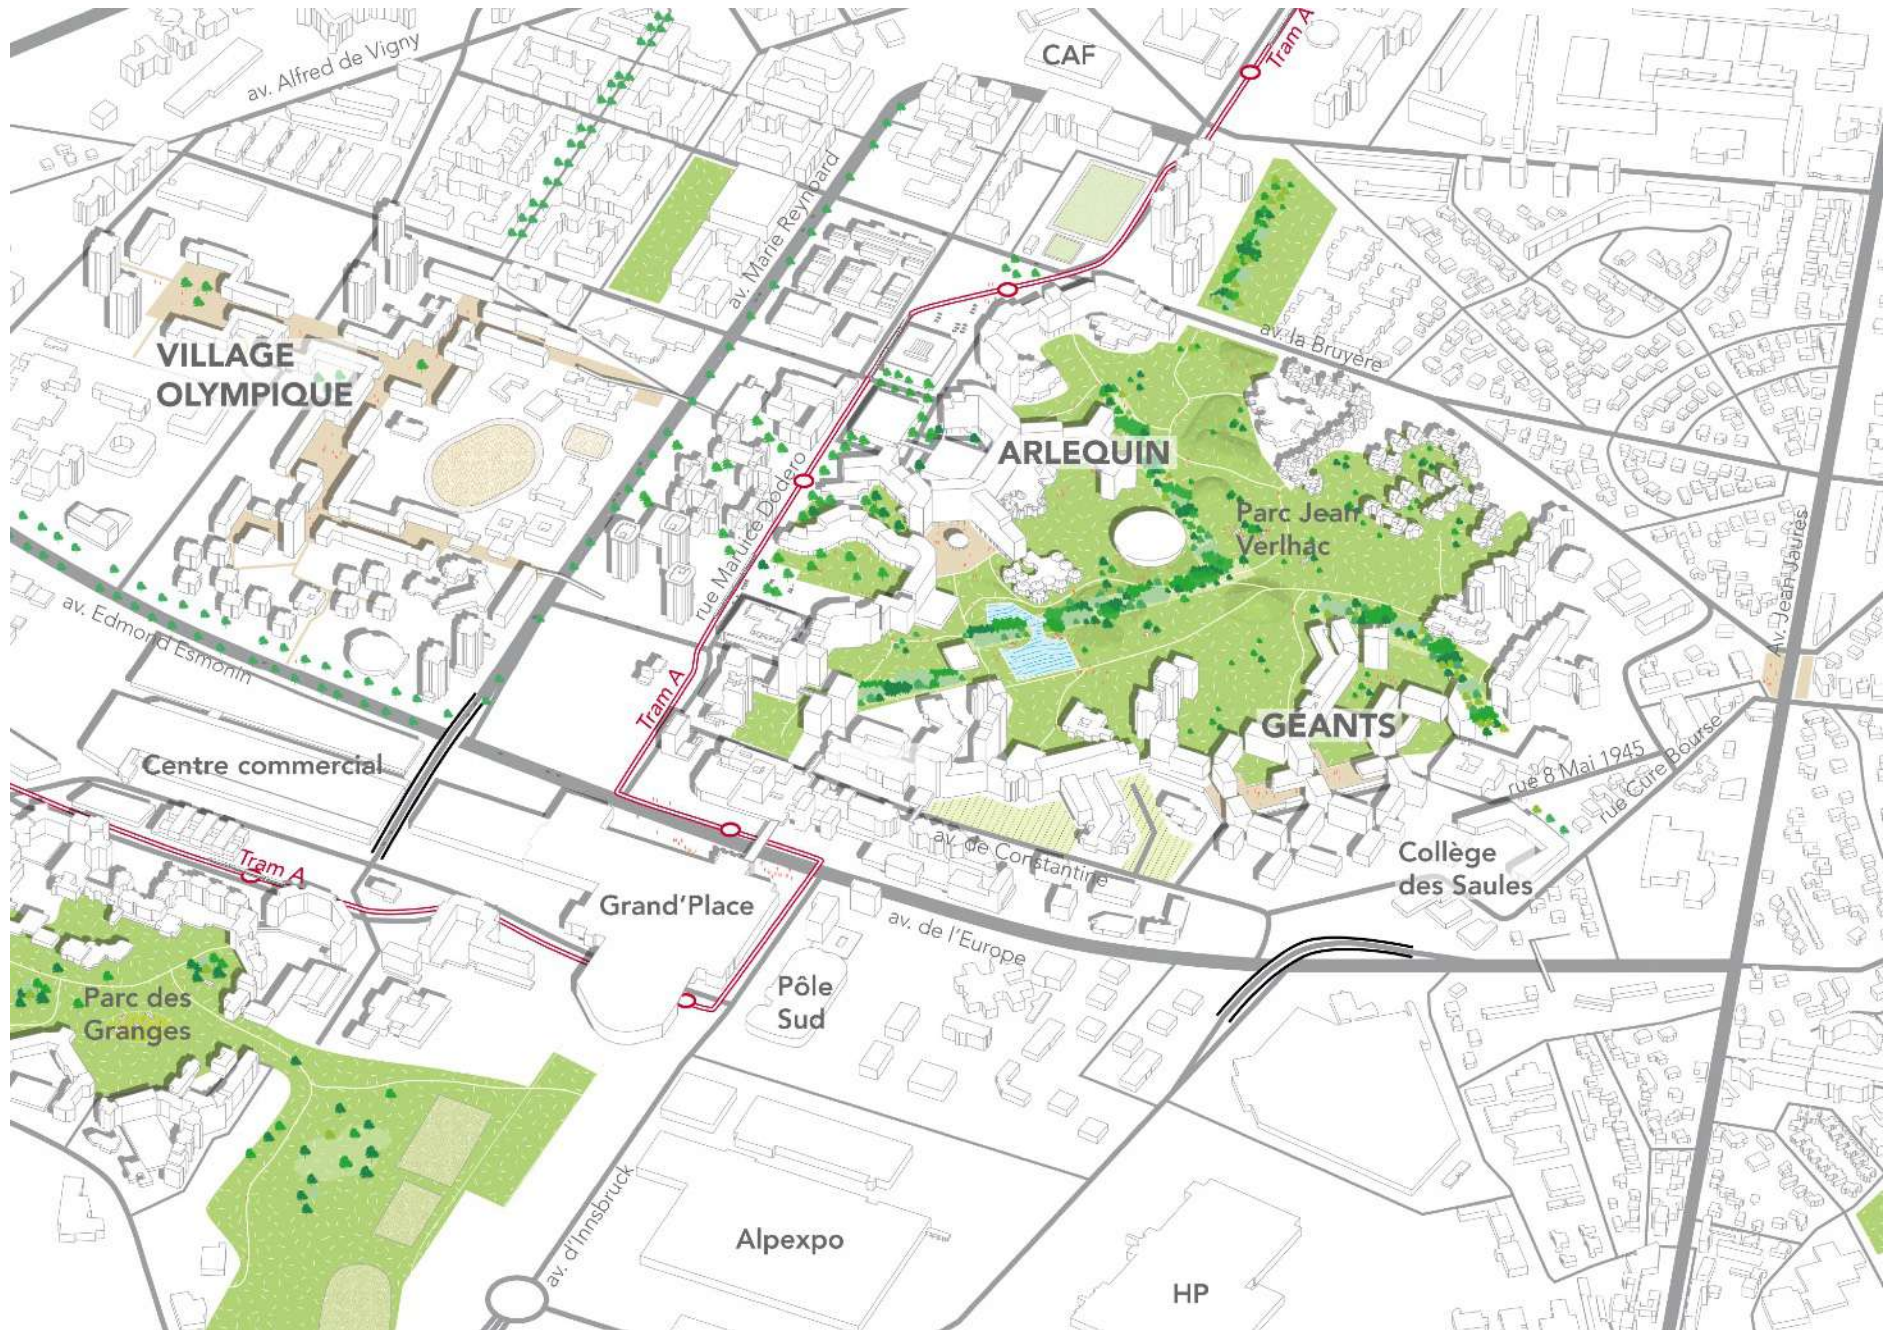 av. Alfred de Vigny
CAF
Tram A
av. Marie Reynoard
VILLAGE
OLYMPIQUE
av. la Bruyère
ARLEQUIN
Parc Jean
Verlhac
rue Maruice Dodero
Av. Jean Jaurès
av. Edmond Esmonin
Tram A
GÉANTS
Centre commercial
rue 8 Mai 1945
rue Cure Bourse
av. de Constantine
Collège
des Saules
Tram A
Grand'Place
av. de l'Europe
Parc des
Granges
Pôle
Sud
av. d'Innsbruck
Alpexpo
HP